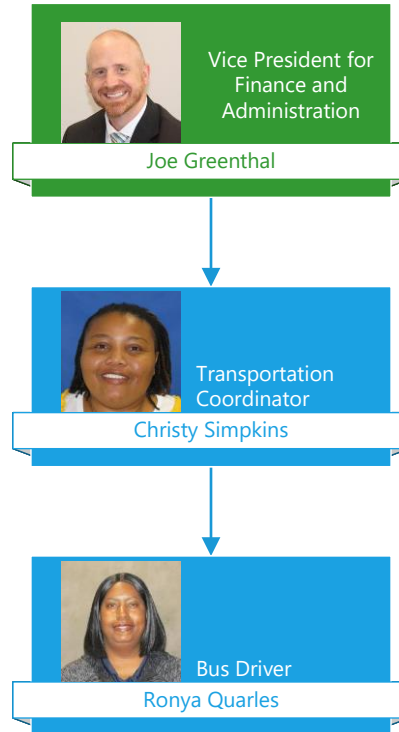 Vice President for
Finance and
Administration
Joe Greenthal
Transportation
Coordinator
Christy Simpkins
Bus Driver
Ronya Quarles